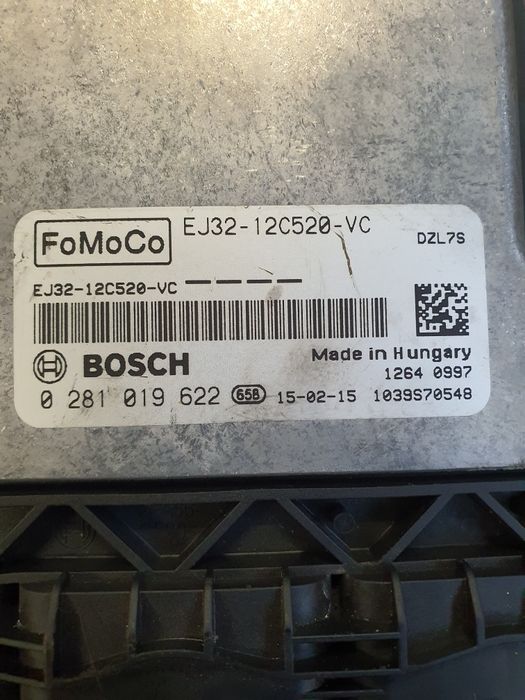 FoMoCo EJ32-12C520-VC DZL7S
EJ32-12C520-VC
BOSCH Made in Hungary
1264 0997
0 281 019 622 658 15-02-15 1039S70548